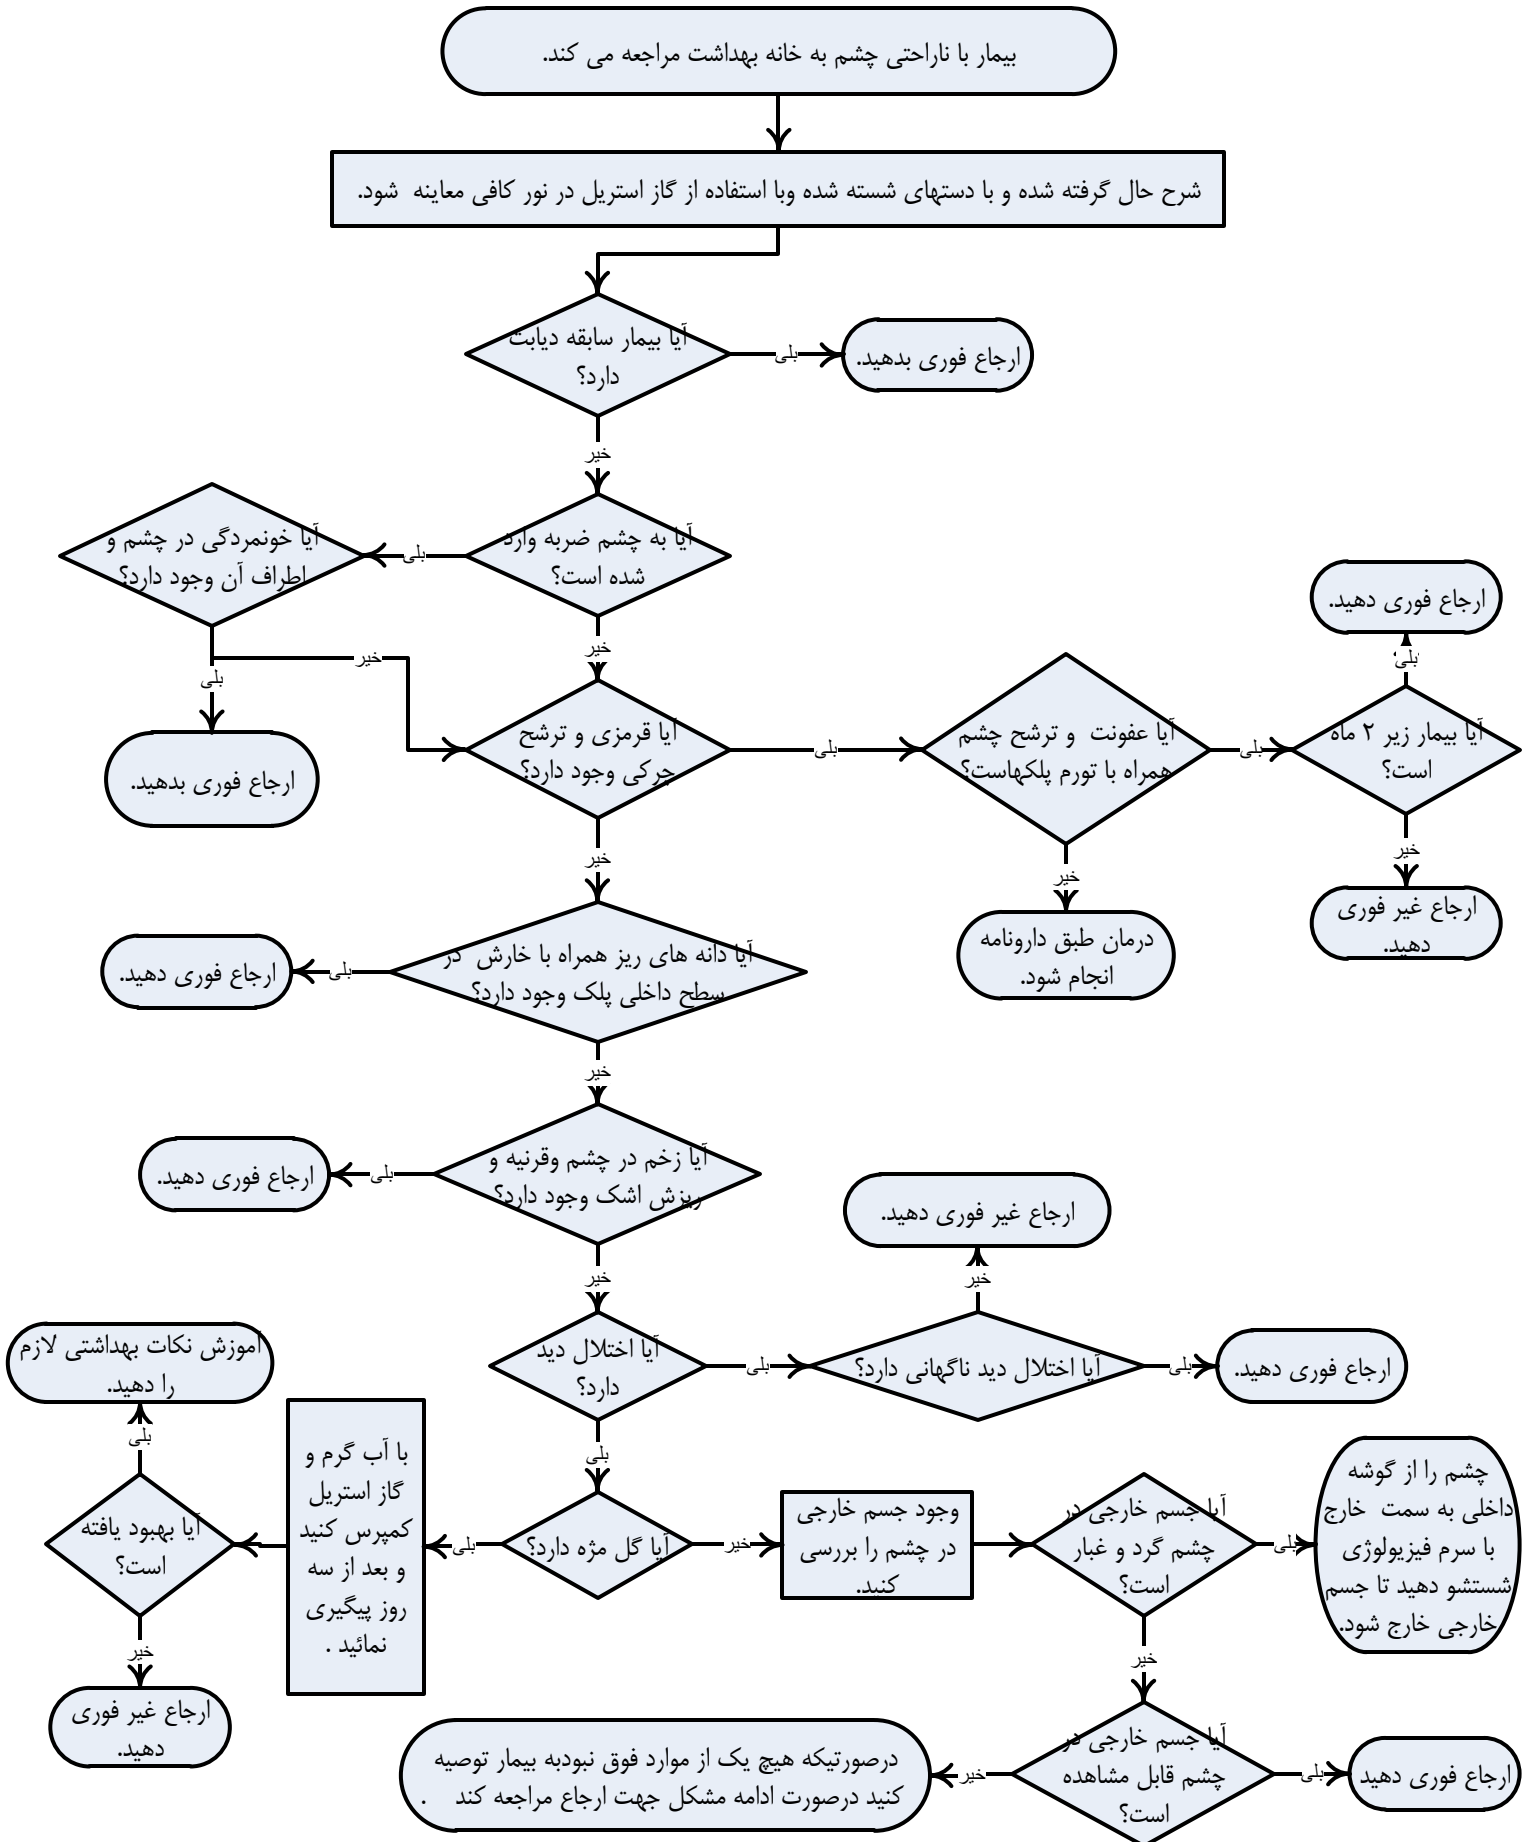 بیمار با ناراحتی چشم به خانه بهداشت مراجعه می کند.
شرح حال گرفته شده و با دستهای شسته شده وبا استفاده از گاز استریل در نور کافی معاینه شود.
آیا بیمار سابقه دیابت
دارد؟
بلی
ارجاع فوری بدهید.
خیر
آیا به چشم ضربه وارد
شده است؟
بلی
آیا خونمردگی در چشم و
اطراف آن وجود دارد؟
خیر
بلی
ارجاع فوری بدهید.
خیر
آیا قرمزی و ترشح
چرکی وجود دارد؟
بلی
آیا عفونت و ترشح چشم
همراه با تورم پلکهاست؟
بلی
آیا بیمار زیر ۲ ماه
است؟
بلی
ارجاع فوری دهید.
خیر
ارجاع غیر فوری
دهید.
خیر
درمان طبق دارونامه
انجام شود.
خیر
آیا دانه های ریز همراه با خارش در
سطح داخلی پلک وجود دارد؟
بلی
ارجاع فوری دهید.
خیر
آیا زخم در چشم وقرنیه و
ریزش اشک وجود دارد؟
بلی
ارجاع فوری دهید.
خیر
آیا اختلال دید
دارد؟
بلی
آیا اختلال دید ناگهانی دارد؟
خیر
ارجاع غیر فوری دهید.
بلی
ارجاع فوری دهید.
بلی
آیا گل مژه دارد؟
بلی
با آب گرم و
گاز استریل
کمپرس کنید
و بعد از سه
روز پیگیری
نمائید .
آیا بهبود یافته
است؟
بلی
آموزش نکات بهداشتی لازم
را دهید.
خیر
ارجاع غیر فوری
دهید.
خیر
وجود جسم خارجی
در چشم را بررسی
کنید.
آیا جسم خارجی در
چشم گرد و غبار
است؟
بلی
چشم را از گوشه
داخلی به سمت خارج
با سرم فیزیولوژی
شستشو دهید تا جسم
خارجی خارج شود.
خیر
آیا جسم خارجی در
چشم قابل مشاهده
است؟
بلی
ارجاع فوری دهید
خیر
درصورتیکه هیچ یک از موارد فوق نبودبه بیمار توصیه
کنید درصورت ادامه مشکل جهت ارجاع مراجعه کند .